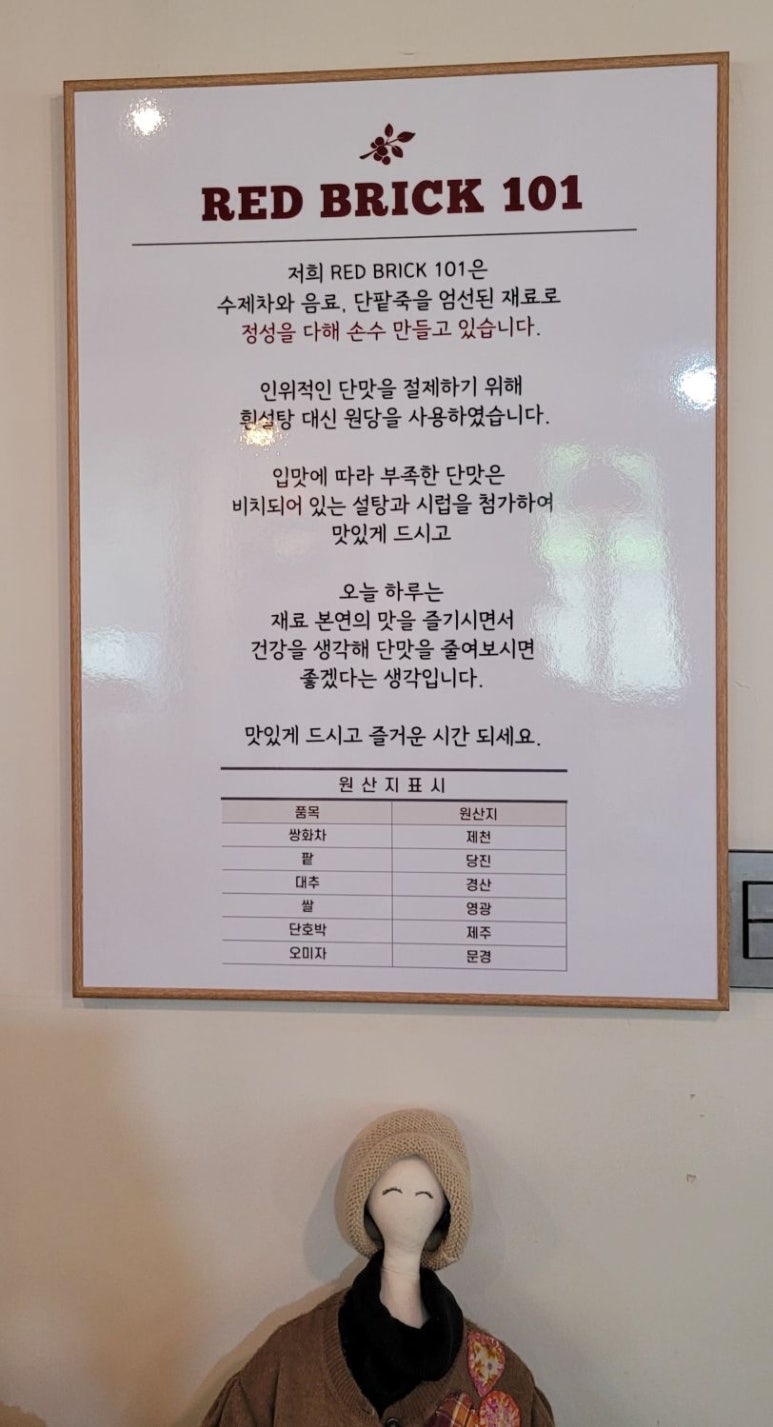 RED BRICK 101
저희 RED BRICK 101은
수제차와 음료, 단팥죽을 엄선된 재료로
정성을 다해 손수 만들고 있습니다.
인위적인 단맛을 절제하기 위해
흰설탕 대신 원당을 사용하였습니다.
입맛에 따라 부족한 단맛은
비치되어 있는 설탕과 시럽을 첨가하여
맛있게 드시고
오늘 하루는
재료 본연의 맛을 즐기시면서
건강을 생각해 단맛을 줄여보시면
좋겠다는 생각입니다.
맛있게 드시고 즐거운 시간 되세요.
원 산 지 표 시
품목 원산지
쌍화차 제천
팥 당진
대추 경산
쌀 영광
단호박 제주
오미자 문경